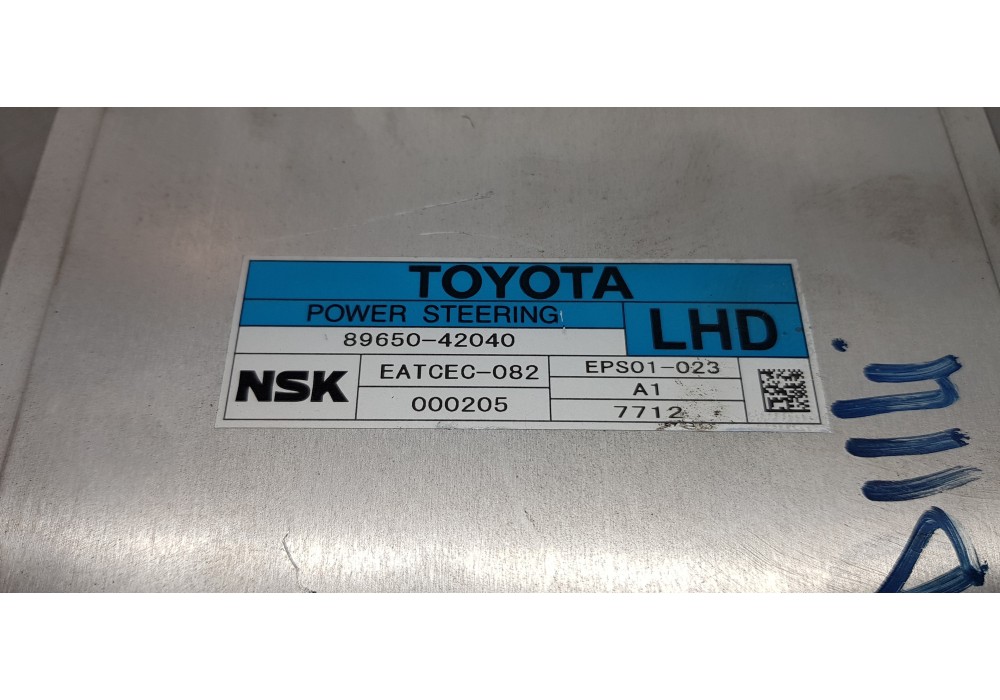 TOYOTA
POWER STEERING
LHD
89650-42040
NSK
EATCEC-082
EPS01-023
A1
000205
7712